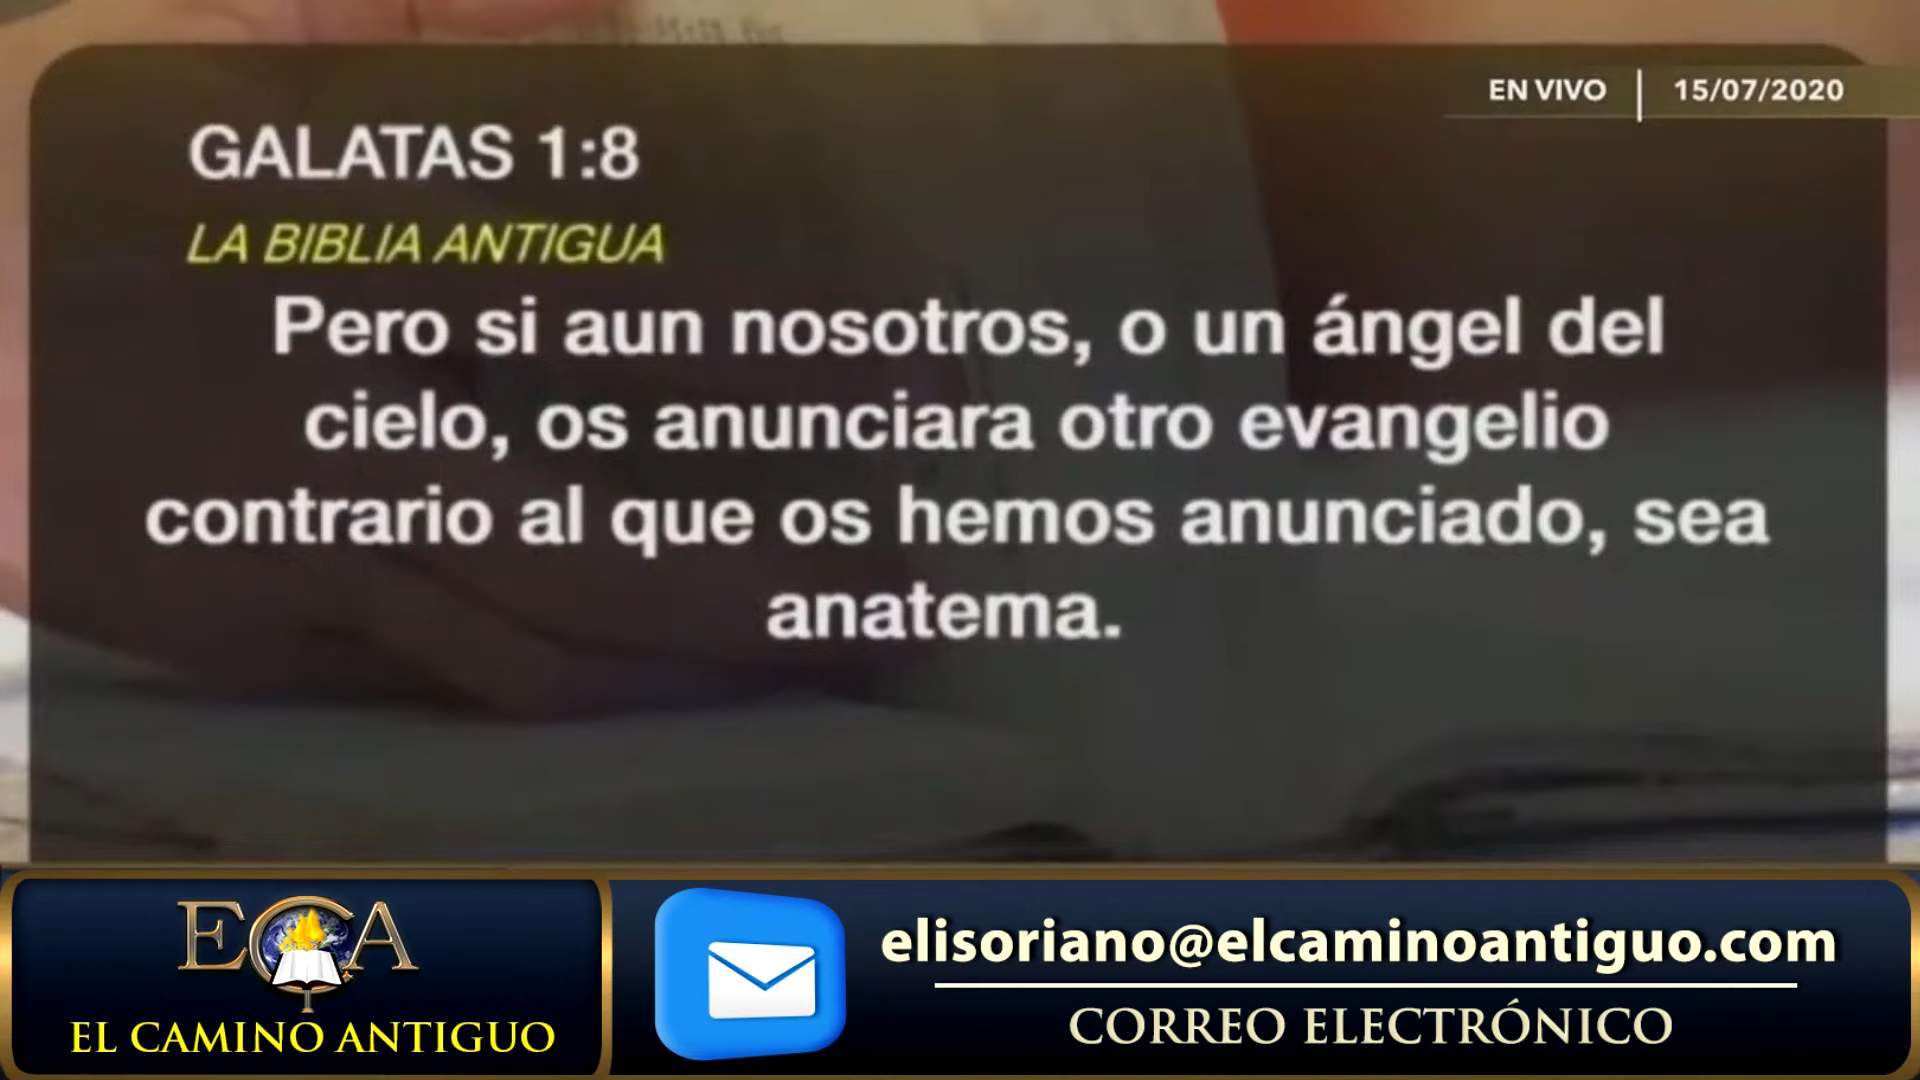 EN VIVO | 15/07/2020
GALATAS 1:8
LA BIBLIA ANTIGUA
Pero si aun nosotros, o un ángel del
cielo, os anunciara otro evangelio
contrario al que os hemos anunciado, sea
anatema.
ECA
EL CAMINO ANTIGUO
elisoriano@elcaminoantiguo.com
CORREO ELECTRÓNICO